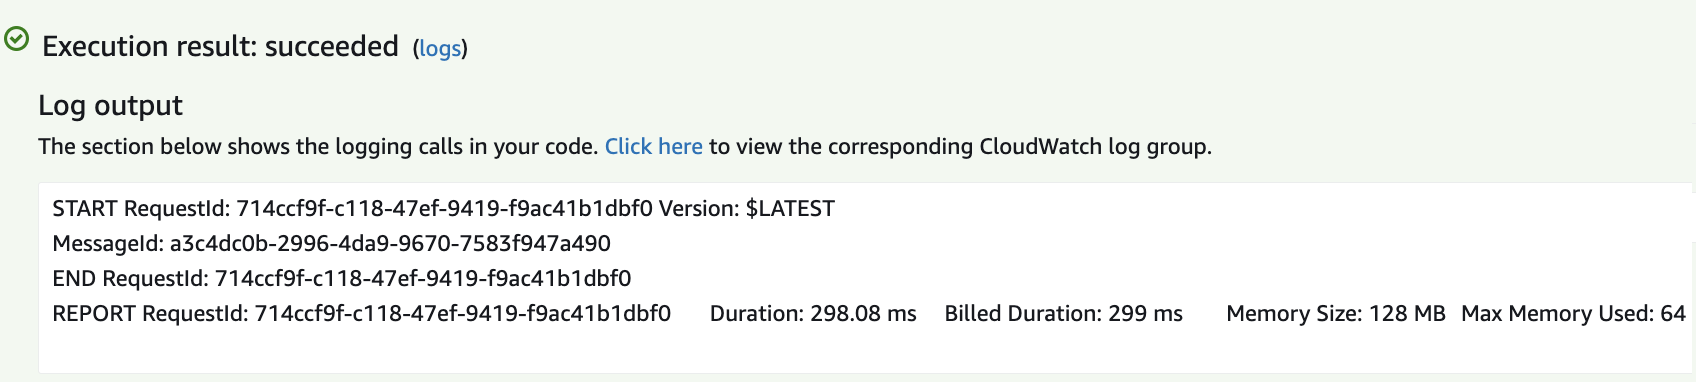 Execution result: succeeded (logs)
Log output
The section below shows the logging calls in your code. Click here to view the corresponding CloudWatch log group.
START RequestId: 714ccf9f-c118-47ef-9419-f9ac41b1dbf0 Version: $LATEST
MessageId: a3c4dc0b-2996-4da9-9670-7583f947a490
END RequestId: 714ccf9f-c118-47ef-9419-f9ac41b1dbf0
REPORT RequestId: 714ccf9f-c118-47ef-9419-f9ac41b1dbf0 Duration: 298.08 ms Billed Duration: 299 ms Memory Size: 128 MB Max Memory Used: 64